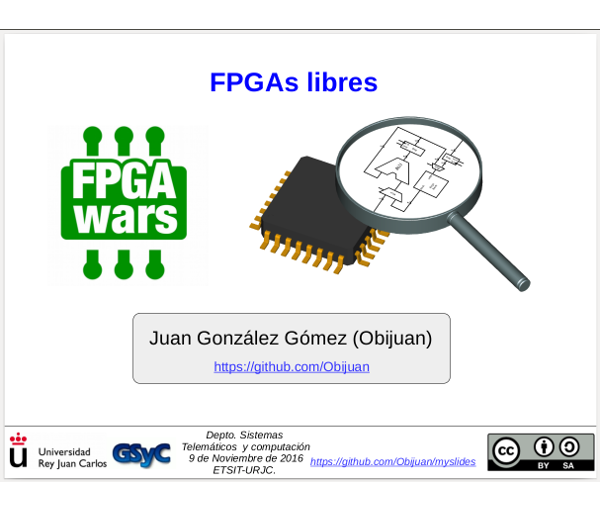 FPGAs libres
FPGA
wars
Juan González Gómez (Obijuan)
https://github.com/Obijuan
Universidad
Rey Juan Carlos
GSyC
Depto. Sistemas
Telemáticos y computación
9 de Noviembre de 2016
ETSIT-URJC.
https://github.com/Obijuan/myslides
cc
BY SA